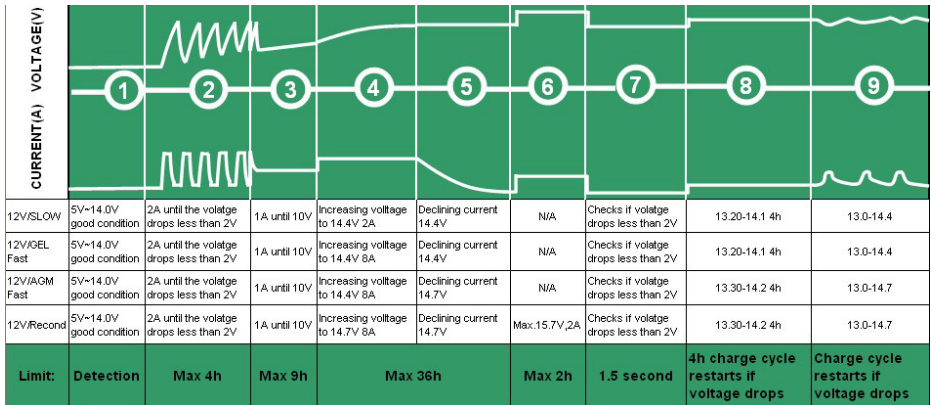 VOLTAGE(V)
CURRENT(A)
1 2 3 4 5 6 7 8 9
12V/SLOW
5V~14.0V
good condition
2A until the volatge
drops less than 2V
1A until 10V
Increasing volltage
to 14.4V 2A
Declining current
14.4V
N/A
Checks if volatge
drops less than 2V
13.20-14.1 4h
13.0-14.4
12V/GEL
Fast
5V~14.0V
good condition
2A until the volatge
drops less than 2V
1A until 10V
Increasing voltage
to 14.4V 8A
Declining current
14.4V
N/A
Checks if volatge
drops less than 2V
13.20-14.1 4h
13.0-14.4
12V/AGM
Fast
5V~14.0V
good condition
2A until the volatge
drops less than 2V
1A until 10V
Increasing voltage
to 14.4V 8A
Declining current
14.7V
N/A
Checks if volatge
drops less than 2V
13.30-14.2 4h
13.0-14.7
12V/Recond
5V~14.0V
good condition
2A until the volatge
drops less than 2V
1A until 10V
Increasing voltage
to 14.7V 8A
Declining current
14.7V
Max.15.7V,2A
Checks if volatge
drops less than 2V
13.30-14.2 4h
13.0-14.7
Limit:
Detection
Max 4h
Max 9h
Max 36h
Max 2h
1.5 second
4h charge cycle
restarts if
voltage drops
Charge cycle
restarts if
voltage drops